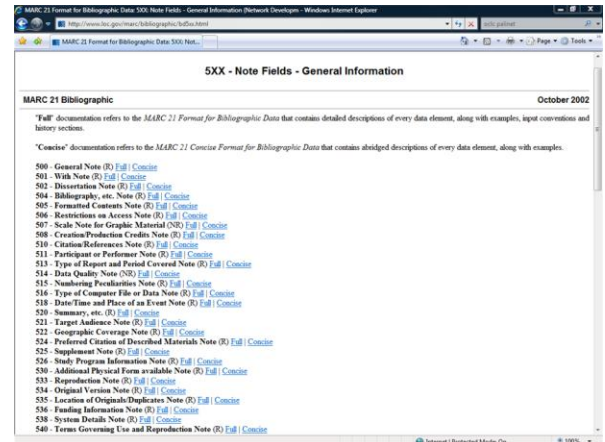 MARC 21 Format for Bibliographic Data: 5XX: Note Fields - General Information (Network Developm - Windows Internet Explorer
http://www.loc.gov/marc/bibliographic/bd5xx.html
oclc palinet
MARC 21 Format for Bibliographic Data: 5XX: Not...
Page
Tools
5XX - Note Fields - General Information
MARC 21 Bibliographic
October 2002
"Full" documentation refers to the MARC 21 Format for Bibliographic Data that contains detailed descriptions of every data element, along with examples, input conventions and
history sections.
"Concise" documentation refers to the MARC 21 Concise Format for Bibliographic Data that contains abridged descriptions of every data element, along with examples.
500 - General Note (R) Full | Concise
501 - With Note (R) Full | Concise
502 - Dissertation Note (R) Full | Concise
504 - Bibliography, etc. Note (R) Full | Concise
505 - Formatted Contents Note (R) Full | Concise
506 - Restrictions on Access Note (R) Full | Concise
507 - Scale Note for Graphic Material (NR) Full | Concise
508 - Creation/Production Credits Note (R) Full | Concise
510 - Citation/References Note (R) Full | Concise
511 - Participant or Performer Note (R) Full | Concise
513 - Type of Report and Period Covered Note (R) Full | Concise
514 - Data Quality Note (NR) Full | Concise
515 - Numbering Peculiarities Note (R) Full | Concise
516 - Type of Computer File or Data Note (R) Full | Concise
518 - Date/Time and Place of an Event Note (R) Full | Concise
520 - Summary, etc. (R) Full | Concise
521 - Target Audience Note (R) Full | Concise
522 - Geographic Coverage Note (R) Full | Concise
524 - Preferred Citation of Described Materials Note (R) Full | Concise
525 - Supplement Note (R) Full | Concise
526 - Study Program Information Note (R) Full | Concise
530 - Additional Physical Form available Note (R) Full | Concise
533 - Reproduction Note (R) Full | Concise
534 - Original Version Note (R) Full | Concise
535 - Location of Originals/Duplicates Note (R) Full | Concise
536 - Funding Information Note (R) Full | Concise
538 - System Details Note (R) Full | Concise
540 - Terms Governing Use and Reproduction Note (R) Full | Concise
Internet | Protected Mode: On
100%